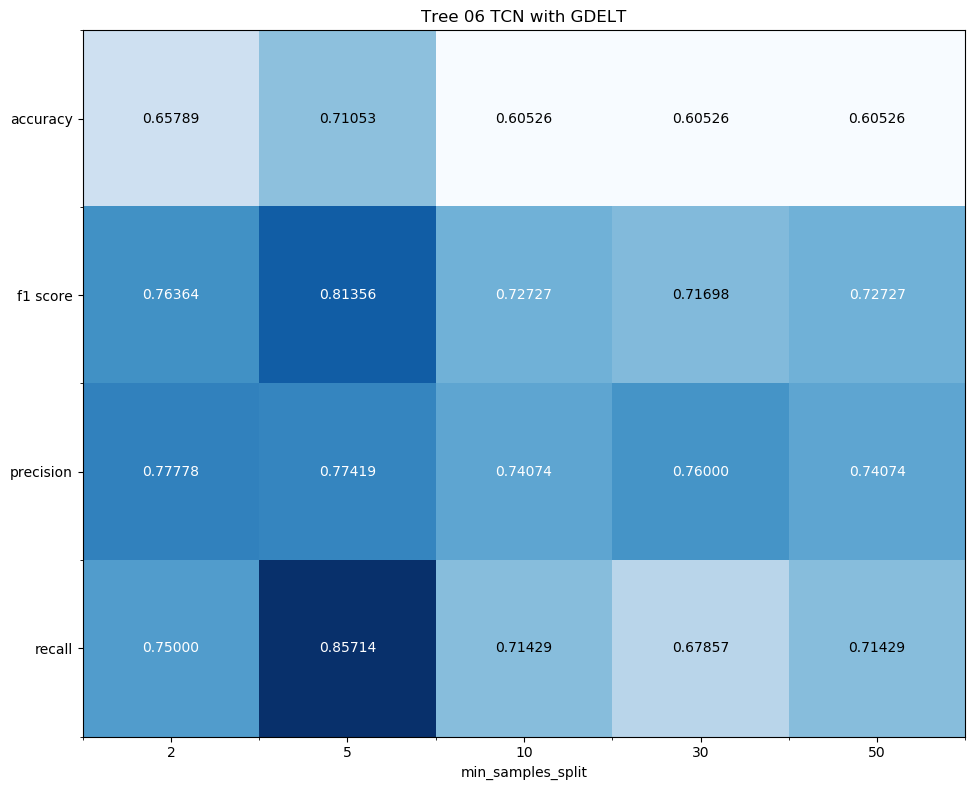 Tree 06 TCN with GDELT
accuracy 0.65789 0.71053 0.60526 0.60526 0.60526
f1 score 0.76364 0.81356 0.72727 0.71698 0.72727
precision 0.77778 0.77419 0.74074 0.76000 0.74074
recall 0.75000 0.85714 0.71429 0.67857 0.71429
2 5 10 30 50
min_samples_split